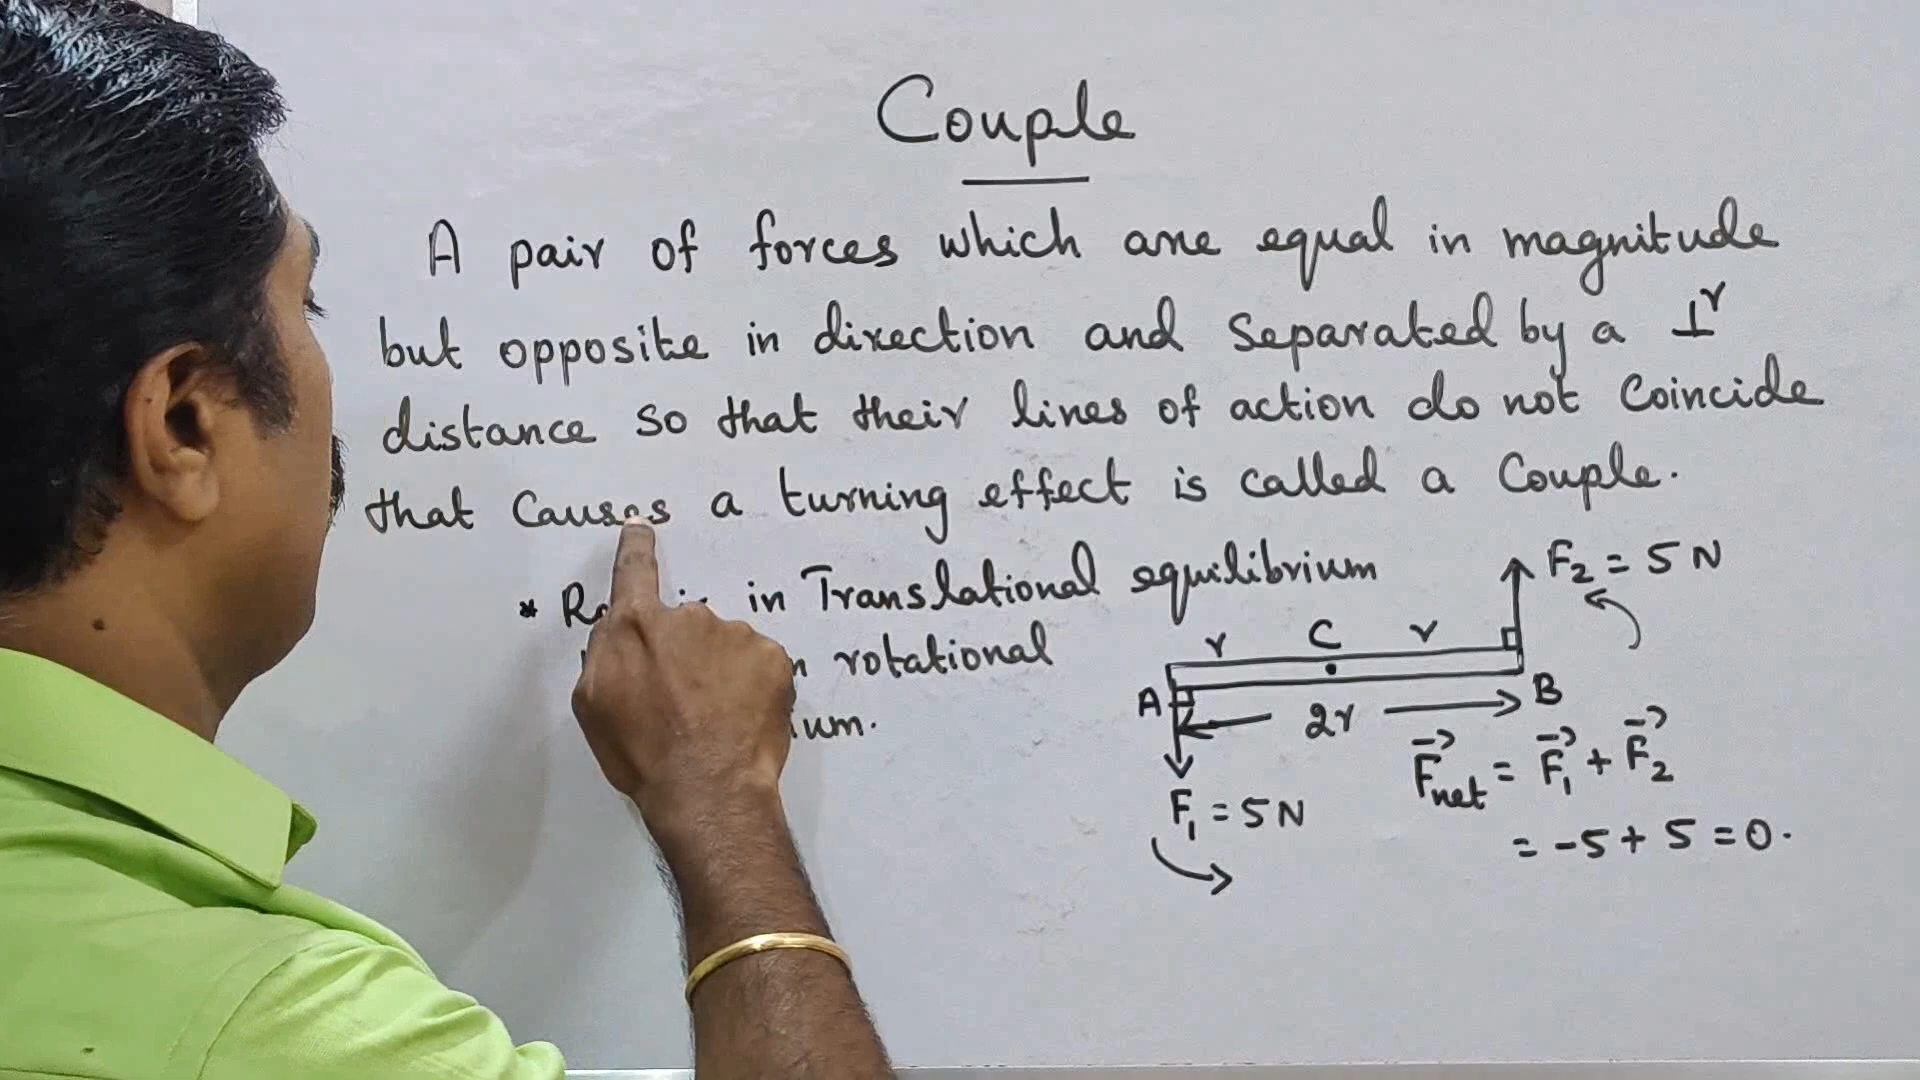 Couple
A pair of forces which are equal in magnitude
but opposite in direction and separated by a ⊥r
distance so that their lines of action do not coincide
that causes a turning effect is called a couple.
* in Translational equilibrium
rotational
F2 = 5 N
r C r
A B
2r
F⃗net = F⃗1 + F⃗2
F1 = 5 N
= -5 + 5 = 0.